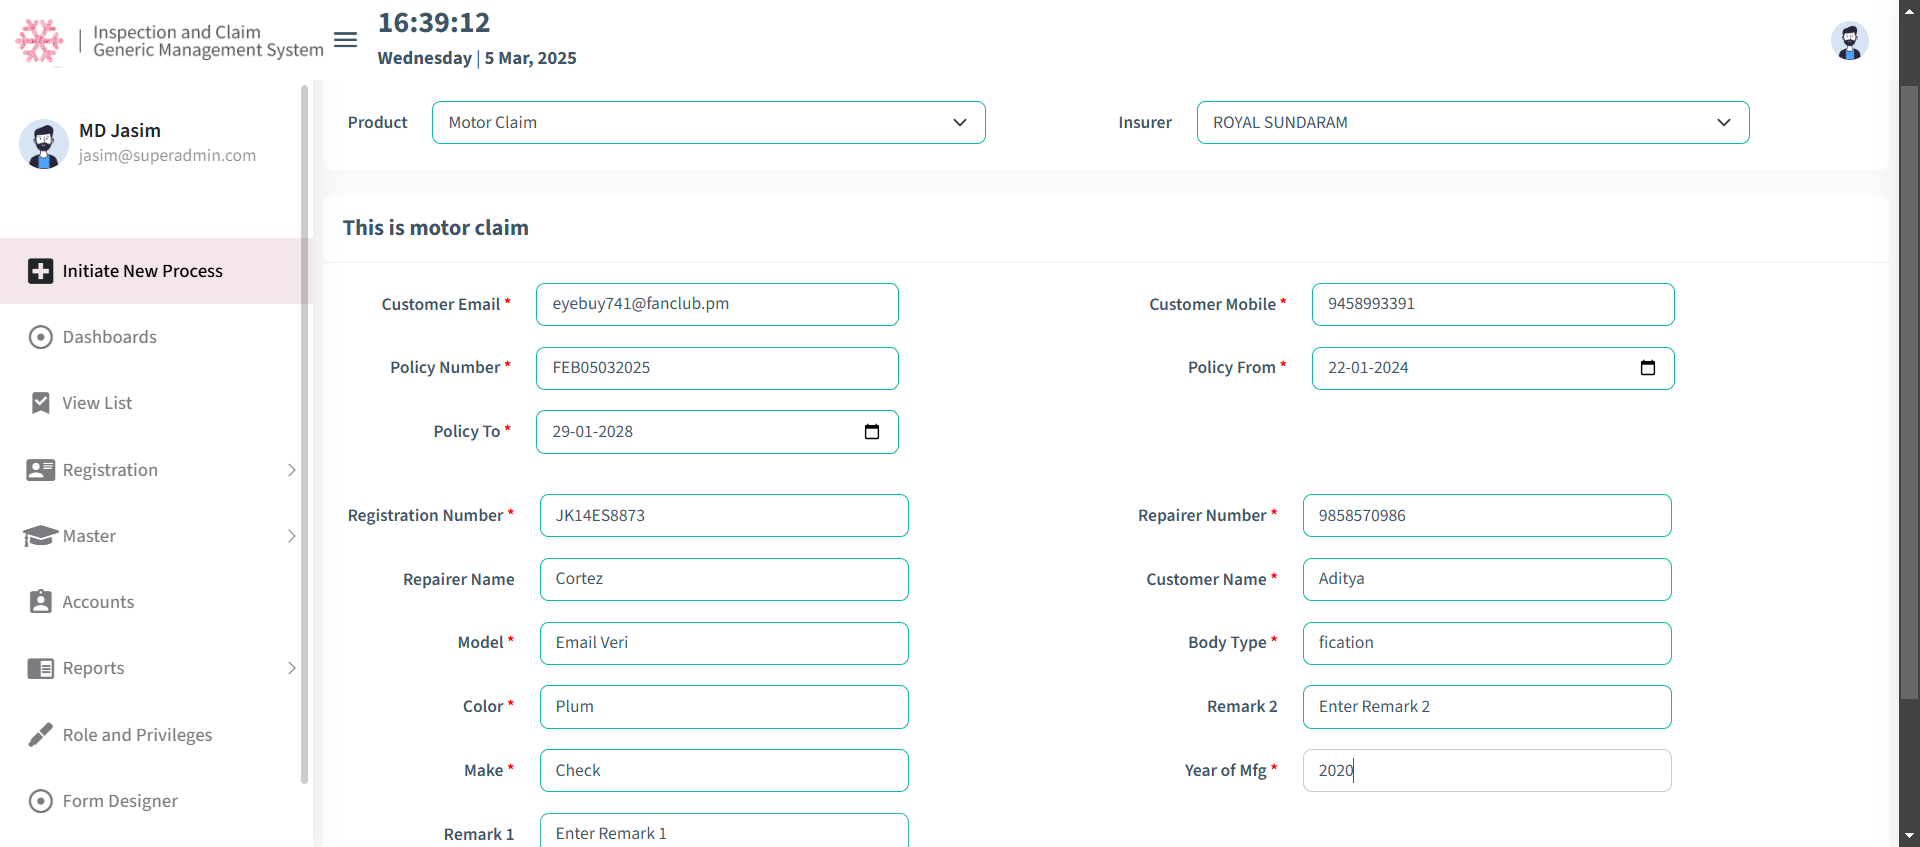 Inspection and Claim
Generic Management System
16:39:12
Wednesday | 5 Mar, 2025
MD Jasim
jasim@superadmin.com
Initiate New Process
Dashboards
View List
Registration
Master
Accounts
Reports
Role and Privileges
Form Designer
Product
Motor Claim
Insurer
ROYAL SUNDARAM
This is motor claim
Customer Email *
eyebuy741@fanclub.pm
Customer Mobile *
9458993391
Policy Number *
FEB05032025
Policy From *
22-01-2024
Policy To *
29-01-2028
Registration Number *
JK14ES8873
Repairer Number *
9858570986
Repairer Name
Cortez
Customer Name *
Aditya
Model *
Email Veri
Body Type *
fication
Color *
Plum
Remark 2
Enter Remark 2
Make *
Check
Year of Mfg *
2020
Remark 1
Enter Remark 1